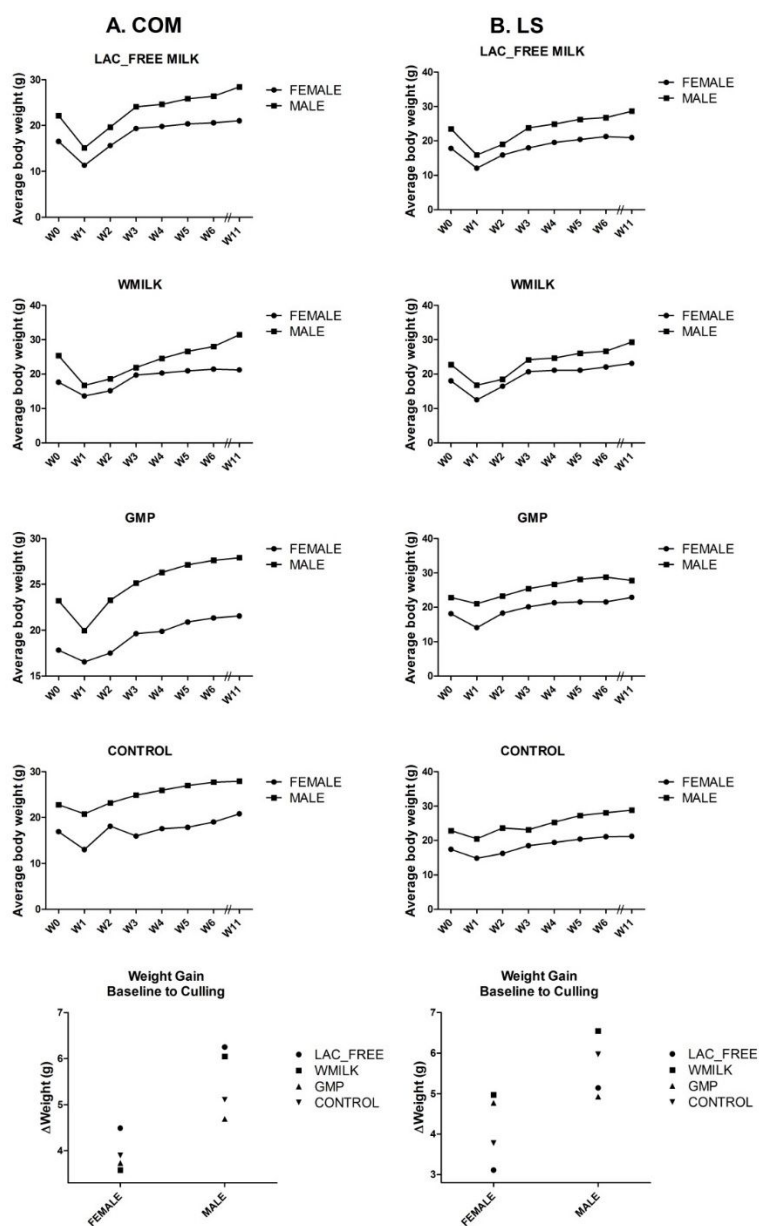 A. COM
LAC_FREE MILK
Average body weight (g)
30
20
10
0
W0 W1 W2 W3 W4 W5 W6 // W11
FEMALE
MALE
WMILK
Average body weight (g)
40
30
20
10
0
W0 W1 W2 W3 W4 W5 W6 // W11
FEMALE
MALE
GMP
Average body weight (g)
30
25
20
15
W0 W1 W2 W3 W4 W5 W6 // W11
FEMALE
MALE
CONTROL
Average body weight (g)
30
20
10
0
W0 W1 W2 W3 W4 W5 W6 // W11
FEMALE
MALE
Weight Gain
Baseline to Culling
ΔWeight (g)
7
6
5
4
FEMALE MALE
LAC_FREE
WMILK
GMP
CONTROL
B. LS
LAC_FREE MILK
Average body weight (g)
40
30
20
10
0
W0 W1 W2 W3 W4 W5 W6 // W11
FEMALE
MALE
WMILK
Average body weight (g)
40
30
20
10
0
W0 W1 W2 W3 W4 W5 W6 // W11
FEMALE
MALE
GMP
Average body weight (g)
40
30
20
10
0
W0 W1 W2 W3 W4 W5 W6 // W11
FEMALE
MALE
CONTROL
Average body weight (g)
40
30
20
10
0
W0 W1 W2 W3 W4 W5 W6 // W11
FEMALE
MALE
Weight Gain
Baseline to Culling
ΔWeight (g)
7
6
5
4
3
FEMALE MALE
LAC_FREE
WMILK
GMP
CONTROL